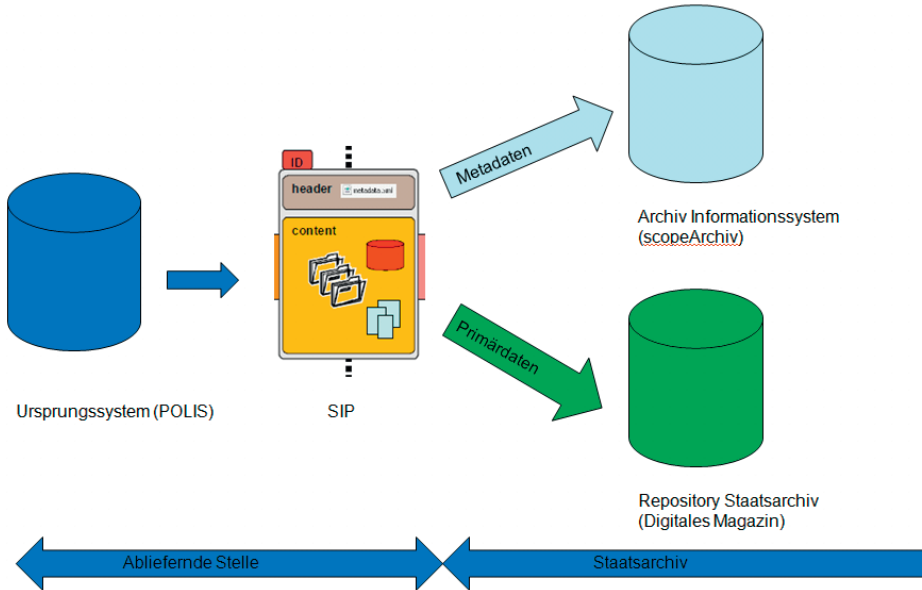 ID
header
metadata.xml
content
Metadaten
Archiv Informationssystem
(scopeArchiv)
Primärdaten
Ursprungssystem (POLIS)
SIP
Repository Staatsarchiv
(Digitales Magazin)
Abliefernde Stelle
Staatsarchiv